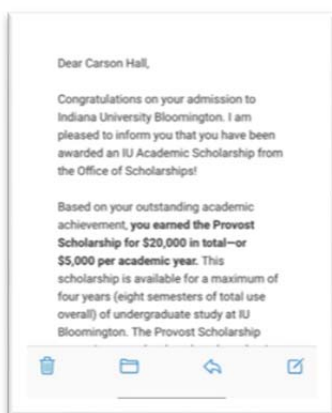 Dear Carson Hall,
Congratulations on your admission to
Indiana University Bloomington. I am
pleased to inform you that you have been
awarded an IU Academic Scholarship from
the Office of Scholarships!
Based on your outstanding academic
achievement, you earned the Provost
Scholarship for $20,000 in total—or
$5,000 per academic year. This
scholarship is available for a maximum of
four years (eight semesters of total use
overall) of undergraduate study at IU
Bloomington. The Provost Scholarship